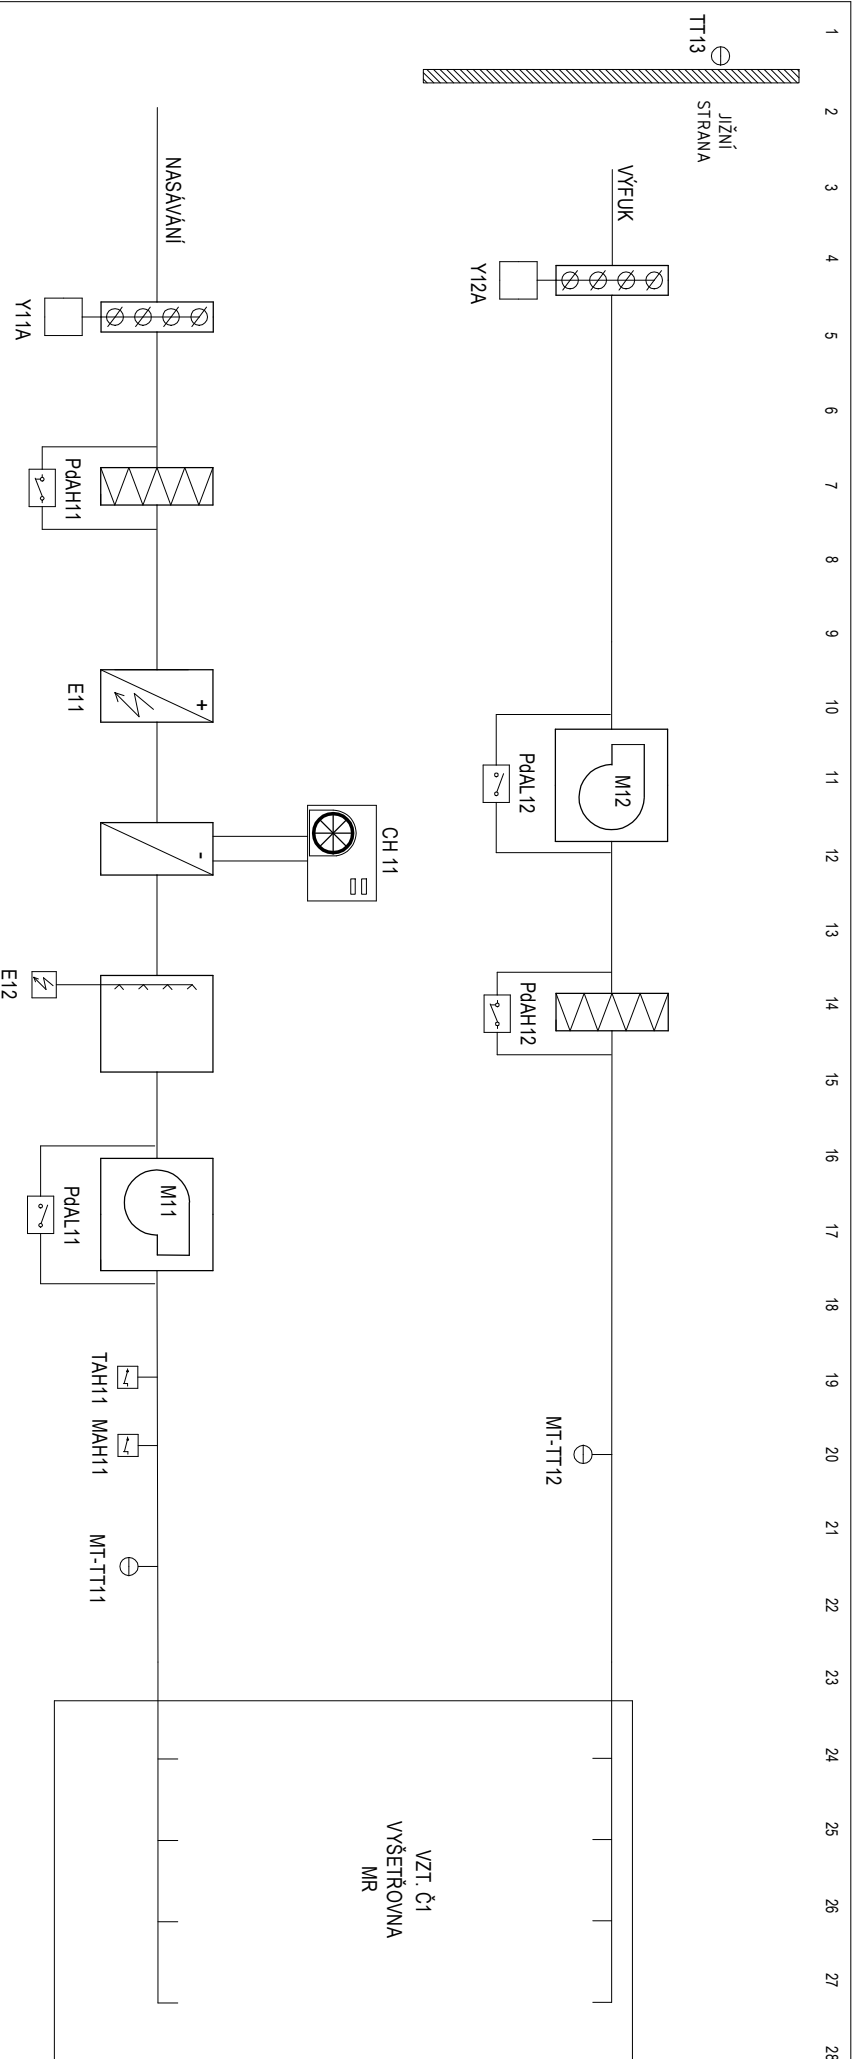 1
2
3
4
5
6
7
8
9
10
11
12
13
14
15
16
17
18
19
20
21
22
23
24
25
26
27
28
TT13
JIŽNÍ
STRANA
VÝFUK
Y12A
M12
PdAL12
PdAH12
MT-TT12
CH 11
VZT. Č1
VYŠETŘOVNA
MR
NASÁVÁNÍ
Y11A
PdAH11
+
E11
-
E12
M11
PdAL11
TAH11
MAH11
MT-TT11